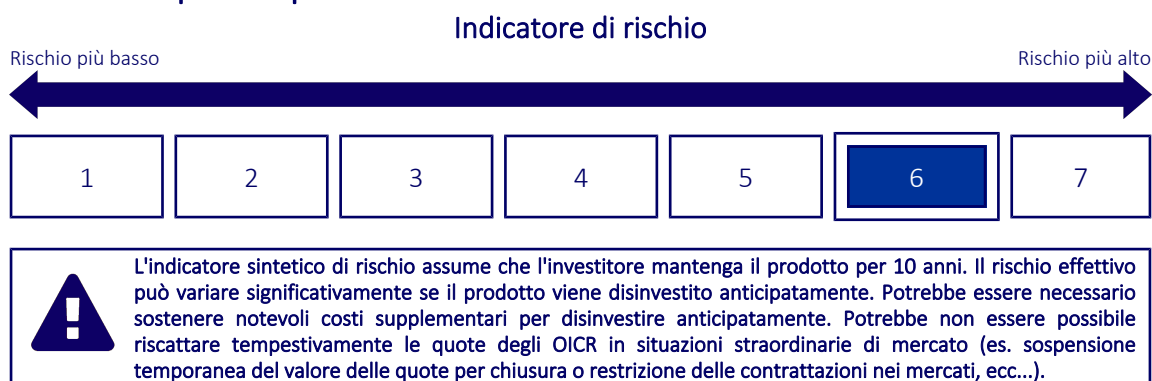 Indicatore di rischio
Rischio più basso
Rischio più alto
1
2
3
4
5
6
7
L'indicatore sintetico di rischio assume che l'investitore mantenga il prodotto per 10 anni. Il rischio effettivo
può variare significativamente se il prodotto viene disinvestito anticipatamente. Potrebbe essere necessario
sostenere notevoli costi supplementari per disinvestire anticipatamente. Potrebbe non essere possibile
riscattare tempestivamente le quote degli OICR in situazioni straordinarie di mercato (es. sospensione
temporanea del valore delle quote per chiusura o restrizione delle contrattazioni nei mercati, ecc...).